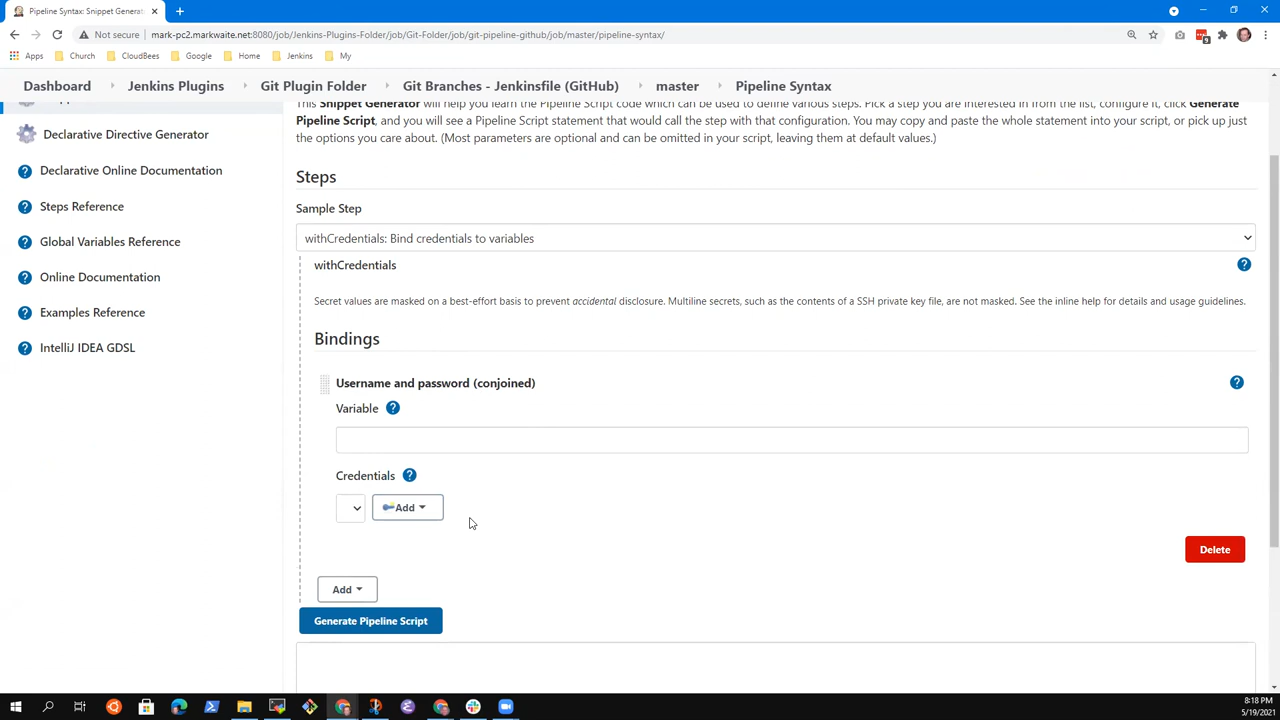 Pipeline Syntax: Snippet Generat
Not secure
mark-pc2.markwaite.net:8080/job/Jenkins-Plugins-Folder/job/Git-Folder/job/git-pipeline-github/job/master/pipeline-syntax/
9
Apps
Church
CloudBees
Google
Home
Jenkins
My
Dashboard
Jenkins Plugins
Git Plugin Folder
Git Branches - Jenkinsfile (GitHub)
master
Pipeline Syntax
Declarative Directive Generator
Declarative Online Documentation
Steps Reference
Global Variables Reference
Online Documentation
Examples Reference
IntelliJ IDEA GDSL
This Snippet Generator will help you learn the Pipeline Script code which can be used to define various steps. Pick a step you are interested in from the list, configure it, click Generate
Pipeline Script, and you will see a Pipeline Script statement that would call the step with that configuration. You may copy and paste the whole statement into your script, or pick up just
the options you care about. (Most parameters are optional and can be omitted in your script, leaving them at default values.)
Steps
Sample Step
withCredentials: Bind credentials to variables
withCredentials
Secret values are masked on a best-effort basis to prevent accidental disclosure. Multiline secrets, such as the contents of a SSH private key file, are not masked. See the inline help for details and usage guidelines.
Bindings
Username and password (conjoined)
Variable
Credentials
Add
Delete
Add
Generate Pipeline Script
8:18 PM
5/19/2021